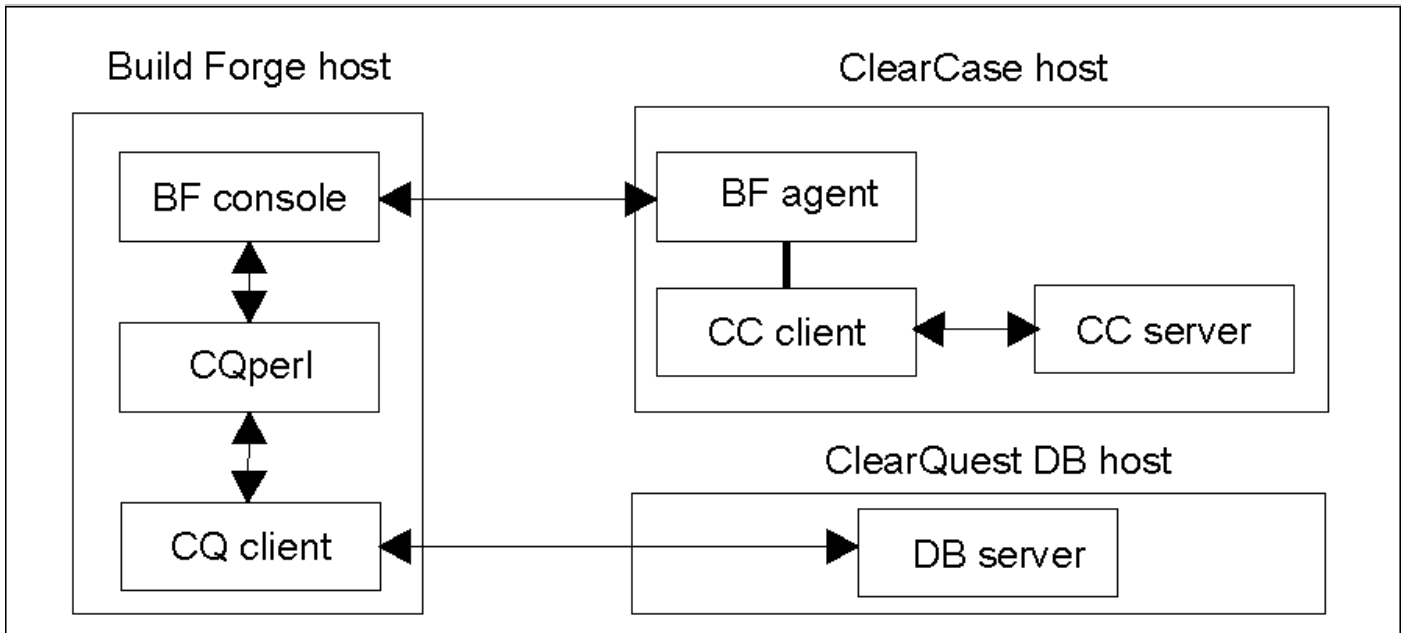 Build Forge host
BF console
CQperl
CQ client
ClearCase host
BF agent
CC client
CC server
ClearQuest DB host
DB server